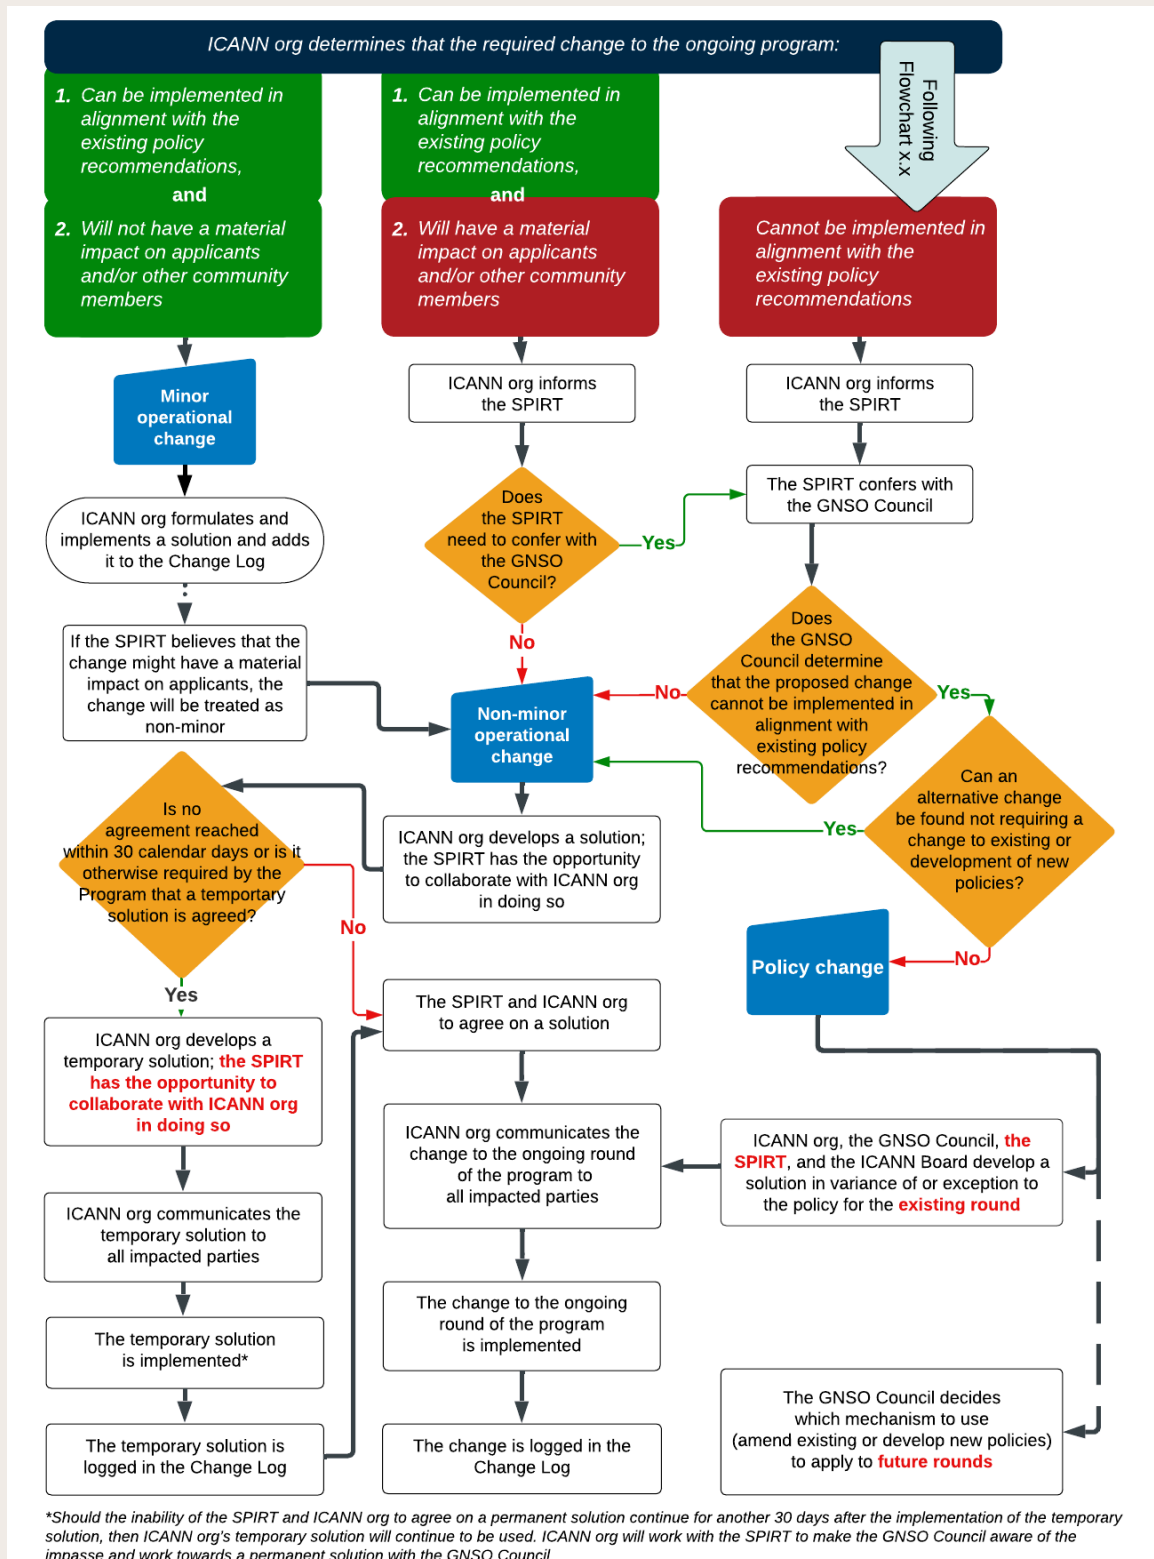 ICANN org determines that the required change to the ongoing program:
Following
Flowchart x.x
1. Can be implemented in
alignment with the
existing policy
recommendations,
and
2. Will not have a material
impact on applicants
and/or other community
members
1. Can be implemented in
alignment with the
existing policy
recommendations,
and
2. Will have a material
impact on applicants
and/or other community
members
Cannot be implemented in
alignment with the
existing policy
recommendations
Minor
operational
change
ICANN org informs
the SPIRT
ICANN org informs
the SPIRT
ICANN org formulates and
implements a solution and adds
it to the Change Log
Does
the SPIRT
need to confer with
the GNSO
Council?
Yes
The SPIRT confers with
the GNSO Council
No
If the SPIRT believes that the
change might have a material
impact on applicants, the
change will be treated as
non-minor
Non-minor
operational
change
No
Does
the GNSO
Council determine
that the proposed change
cannot be implemented in
alignment with
existing policy
recommendations?
Yes
Can an
alternative change
be found not requiring a
change to existing or
development of new
policies?
Yes
No
Is no
agreement reached
within 30 calendar days or is it
otherwise required by the
Program that a temportary
solution is agreed?
No
Yes
ICANN org develops a solution;
the SPIRT has the opportunity
to collaborate with ICANN org
in doing so
Policy change
The SPIRT and ICANN org
to agree on a solution
ICANN org develops a
temporary solution; the SPIRT
has the opportunity to
collaborate with ICANN org
in doing so
ICANN org communicates the
change to the ongoing round
of the program to
all impacted parties
ICANN org, the GNSO Council, the
SPIRT, and the ICANN Board develop a
solution in variance of or exception to
the policy for the existing round
ICANN org communicates the
temporary solution to
all impacted parties
The change to the ongoing
round of the program
is implemented
The temporary solution
is implemented*
The GNSO Council decides
which mechanism to use
(amend existing or develop new policies)
to apply to future rounds
The temporary solution is
logged in the Change Log
The change is logged in the
Change Log
*Should the inability of the SPIRT and ICANN org to agree on a permanent solution continue for another 30 days after the implementation of the temporary
solution, then ICANN org's temporary solution will continue to be used. ICANN org will work with the SPIRT to make the GNSO Council aware of the
impasse and work towards a permanent solution with the GNSO Council